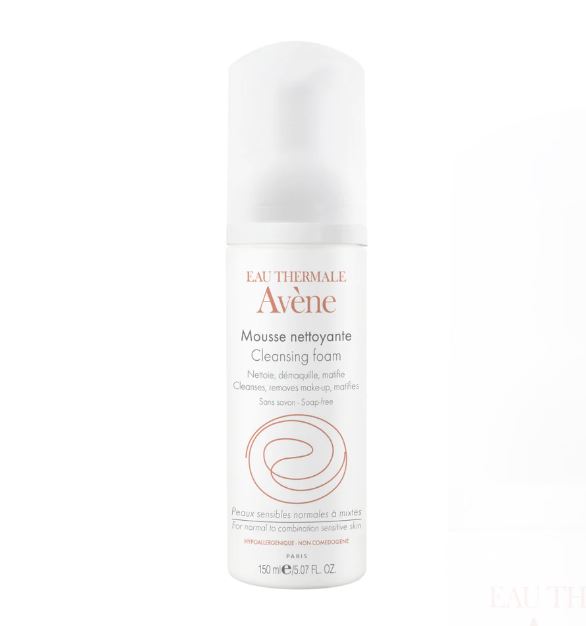 EAU THERMALE
Avène
Mousse nettoyante
Cleansing foam
Nettoie, démaquille, matifie
Cleanses, removes make-up, matifies
Sans savon - Soap-free
Peaux sensibles normales à mixtes
For normal to combination sensitive skin
HYPOALLERGENIQUE - NON COMEDOGENE
PARIS
150 ml℮/5.07 FL. OZ.
EAU TH